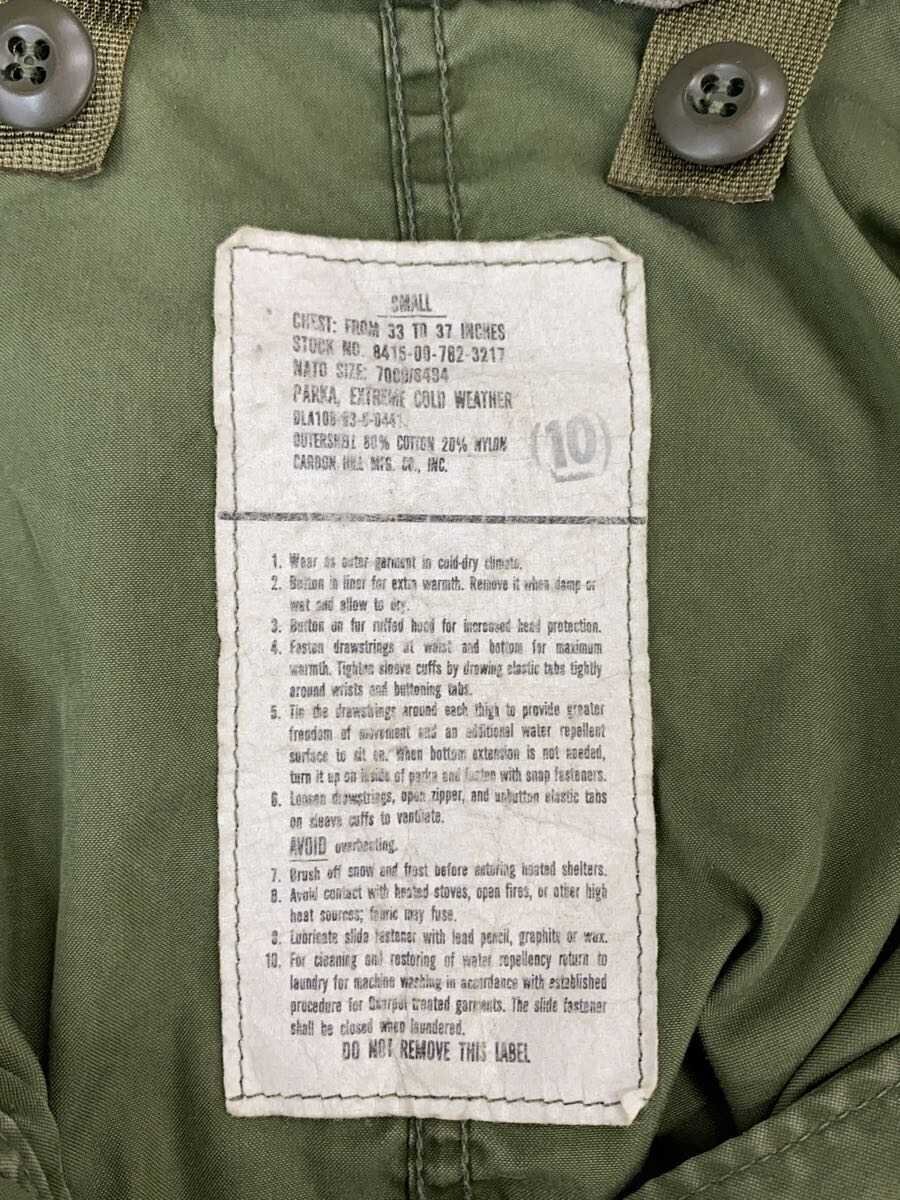 SMALL
CHEST: FROM 33 TO 37 INCHES
STOCK NO. 8415-00-782-3217
NATO SIZE: 7080/8494
PARKA, EXTREME COLD WEATHER
OUTERSHELL 80% COTTON 20% NYLON
CARBON HILL MFG. CO., INC.
(10)
1. Wear as outer garment in cold-dry climate.
2. Button in liner for extra warmth. Remove it when damp or
wet and allow to dry.
3. Button on fur ruffed hood for increased head protection.
4. Fasten drawstrings at waist and bottom for maximum
warmth. Tighten sleeve cuffs by drawing elastic tabs tightly
around wrists and buttoning tabs.
5. Tie the drawstrings around each thigh to provide greater
freedom of movement and an additional water repellent
surface to sit on. When bottom extension is not needed,
turn it up on inside of parka and fasten with snap fasteners.
6. Loosen drawstrings, open zipper, and unbutton elastic tabs
on sleeve cuffs to ventilate.
AVOID overheating.
7. Brush off snow and frost before entering heated shelters.
8. Avoid contact with heated stoves, open fires, or other high
heat sources; fabric may fuse.
9. Lubricate slide fastener with lead pencil, graphite or wax.
10. For cleaning and restoring of water repellency return to
laundry for machine washing in accordance with established
procedure for Quarpel treated garments. The slide fastener
shall be closed when laundered.
DO NOT REMOVE THIS LABEL